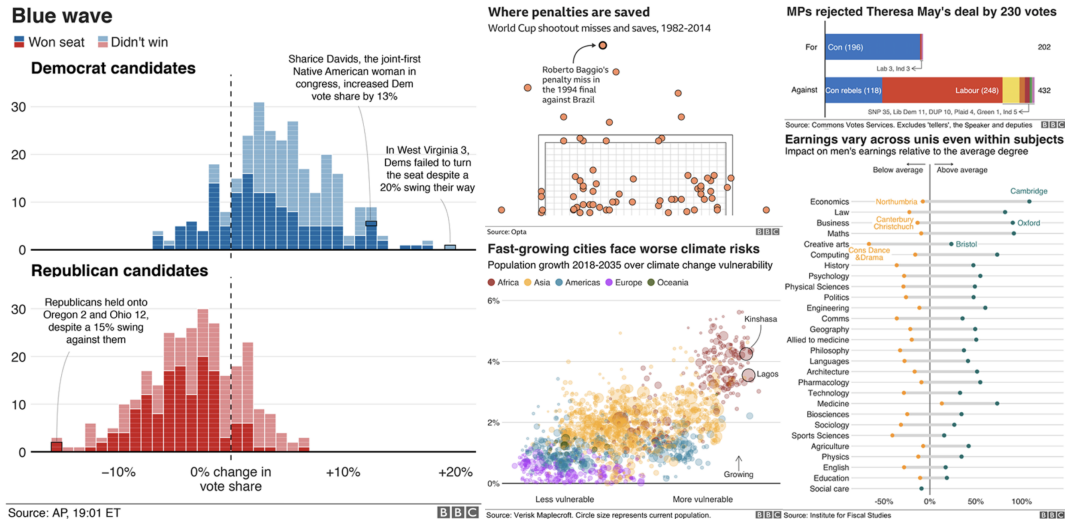 Blue wave
Won seat
Didn't win
Democrat candidates
Sharice Davids, the joint-first
Native American woman in
congress, increased Dem
vote share by 13%
In West Virginia 3,
Dems failed to turn
the seat despite a
20% swing their way
30
20
10
0
Republican candidates
Republicans held onto
Oregon 2 and Ohio 12,
despite a 15% swing
against them
30
20
10
0
−10%
0% change in
vote share
+10%
+20%
Source: AP, 19:01 ET
BBC
Where penalties are saved
World Cup shootout misses and saves, 1982-2014
Roberto Baggio's
penalty miss in
the 1994 final
against Brazil
Source: Opta
BBC
Fast-growing cities face worse climate risks
Population growth 2018-2035 over climate change vulnerability
Africa
Asia
Americas
Europe
Oceania
6%
4%
2%
0%
Kinshasa
Lagos
Growing
Less vulnerable
More vulnerable
Source: Verisk Maplecroft. Circle size represents current population.
BBC
MPs rejected Theresa May's deal by 230 votes
For
Con (196)
202
Lab 3, Ind 3
Against
Con rebels (118)
Labour (248)
432
SNP 35, Lib Dem 11, DUP 10, Plaid 4, Green 1, Ind 5
Source: Commons Votes Services. Excludes 'tellers', the Speaker and deputies
BBC
Earnings vary across unis even within subjects
Impact on men's earnings relative to the average degree
Below average
Above average
Cambridge
Economics
Northumbria
Law
Business
Canterbury
Christchurch
Oxford
Maths
Creative arts
Bristol
Computing
Cons Dance
&Drama
History
Psychology
Physical Sciences
Politics
Engineering
Comms
Geography
Allied to medicine
Philosophy
Languages
Architecture
Pharmacology
Technology
Medicine
Biosciences
Sociology
Sports Sciences
Agriculture
Physics
English
Education
Social care
-50%
0%
50%
100%
Source: Institute for Fiscal Studies
BBC